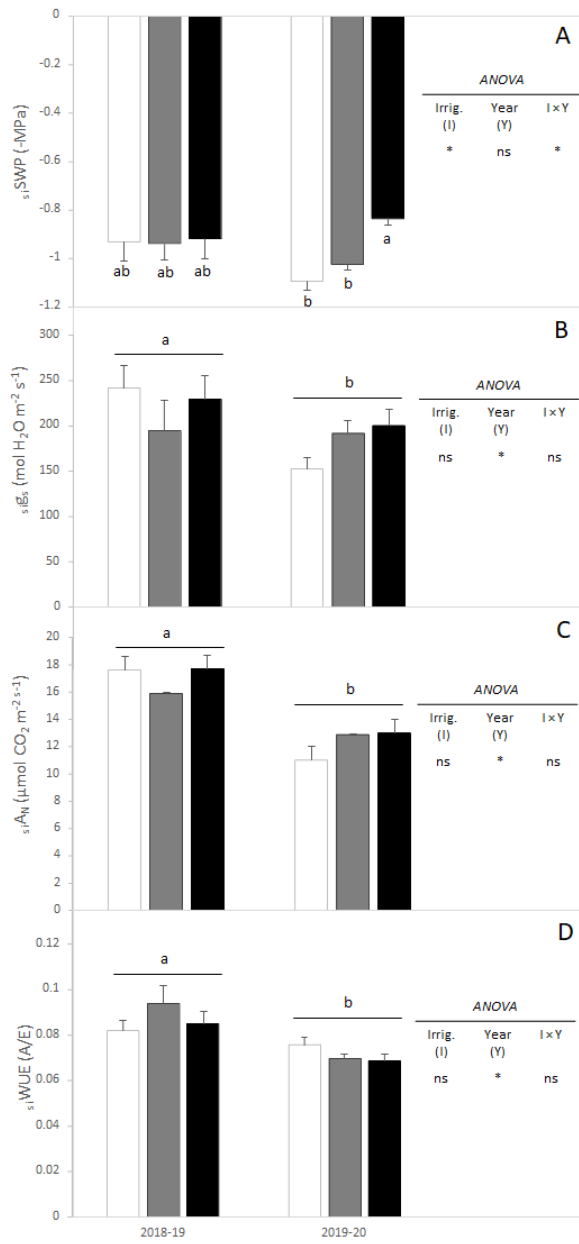 A
0
-0.2
-0.4
-0.6
-0.8
-1
-1.2
siSWP (-MPa)
ab ab ab
b b a
ANOVA
Irrig. (I) Year (Y) I × Y
* ns *
B
300
250
200
150
100
50
0
sigs (mol H2O m-2 s-1)
a
b
ANOVA
Irrig. (I) Year (Y) I × Y
ns * ns
C
20
18
16
14
12
10
8
6
4
2
0
siAN (μmol CO2 m-2 s-1)
a
b
ANOVA
Irrig. (I) Year (Y) I × Y
ns * ns
D
0.12
0.1
0.08
0.06
0.04
0.02
0
siWUE (A/E)
a
b
ANOVA
Irrig. (I) Year (Y) I × Y
ns * ns
2018-19 2019-20